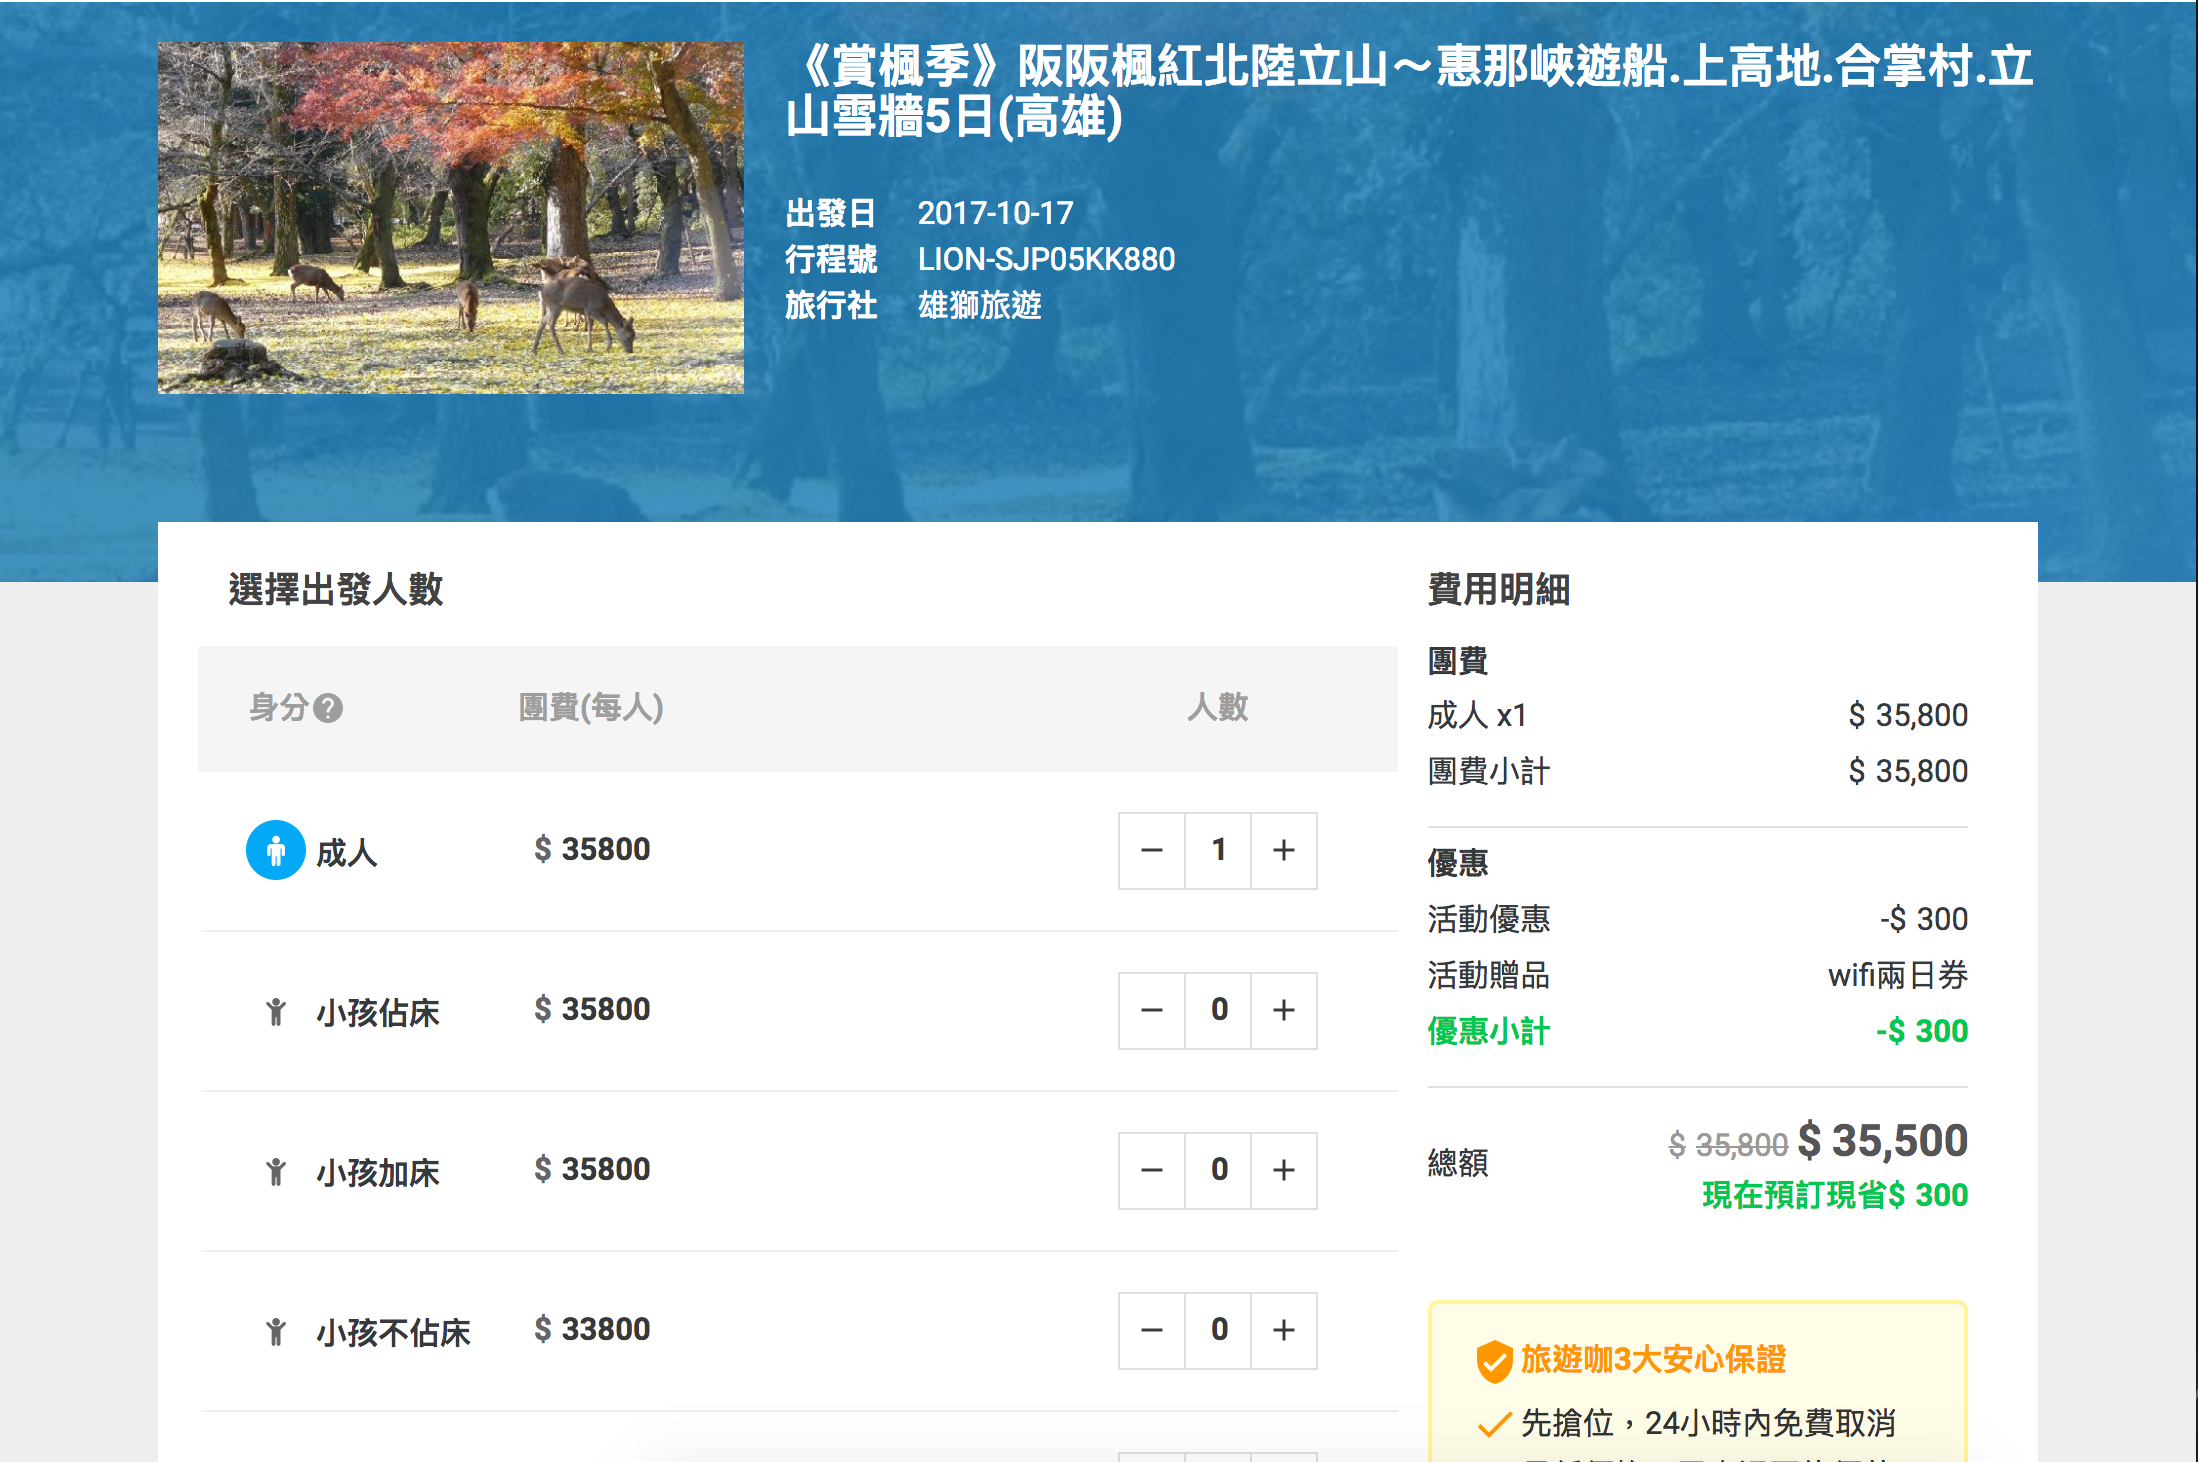 《賞楓季》阪阪楓紅北陸立山～惠那峽遊船.上高地.合掌村.立
山雪牆5日(高雄)
出發日 2017-10-17
行程號 LION-SJP05KK880
旅行社 雄獅旅遊
選擇出發人數
身分 ? 團費(每人) 人數
成人 $ 35800 − 1 +
小孩佔床 $ 35800 − 0 +
小孩加床 $ 35800 − 0 +
小孩不佔床 $ 33800 − 0 +
費用明細
團費
成人 x1 $ 35,800
團費小計 $ 35,800
優惠
活動優惠 -$ 300
活動贈品 wifi兩日券
優惠小計 -$ 300
總額 $ 35,800 $ 35,500
現在預訂現省$ 300
旅遊咖3大安心保證
先搶位，24小時內免費取消